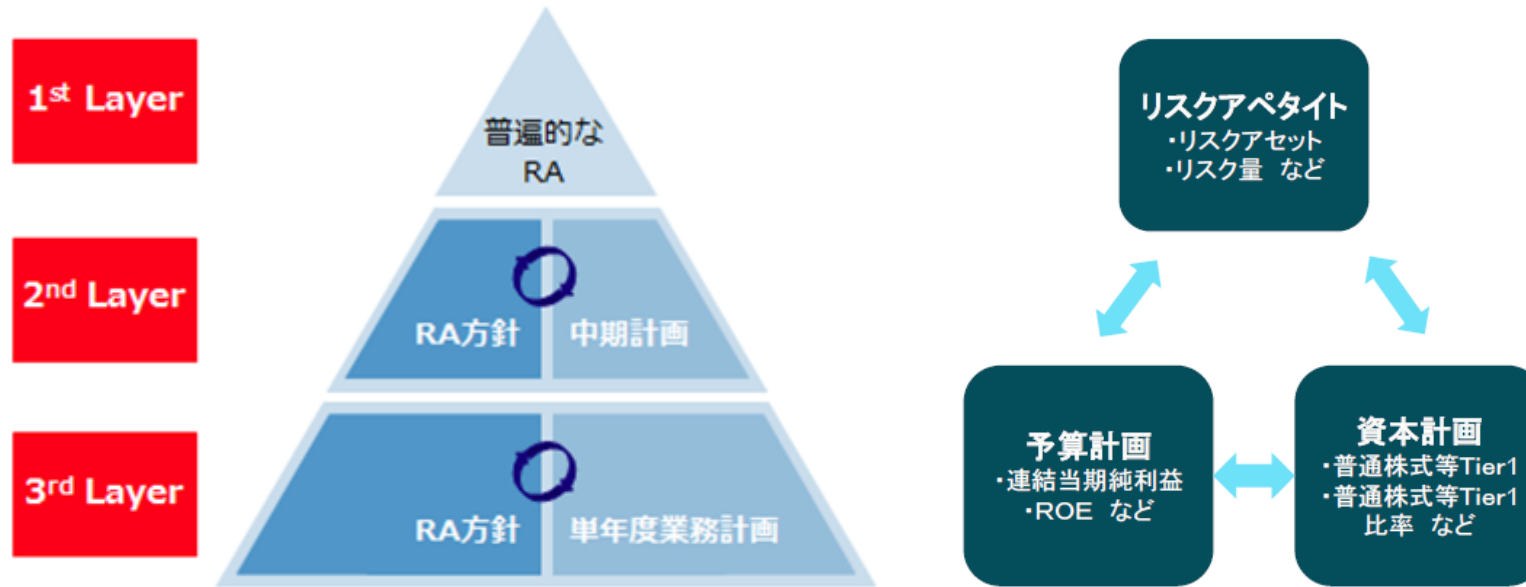 1st Layer
普遍的な
RA
2nd Layer
RA方針
中期計画
3rd Layer
RA方針
単年度業務計画
リスクアペタイト
・リスクアセット
・リスク量 など
予算計画
・連結当期純利益
・ROE など
資本計画
・普通株式等Tier1
・普通株式等Tier1
比率 など